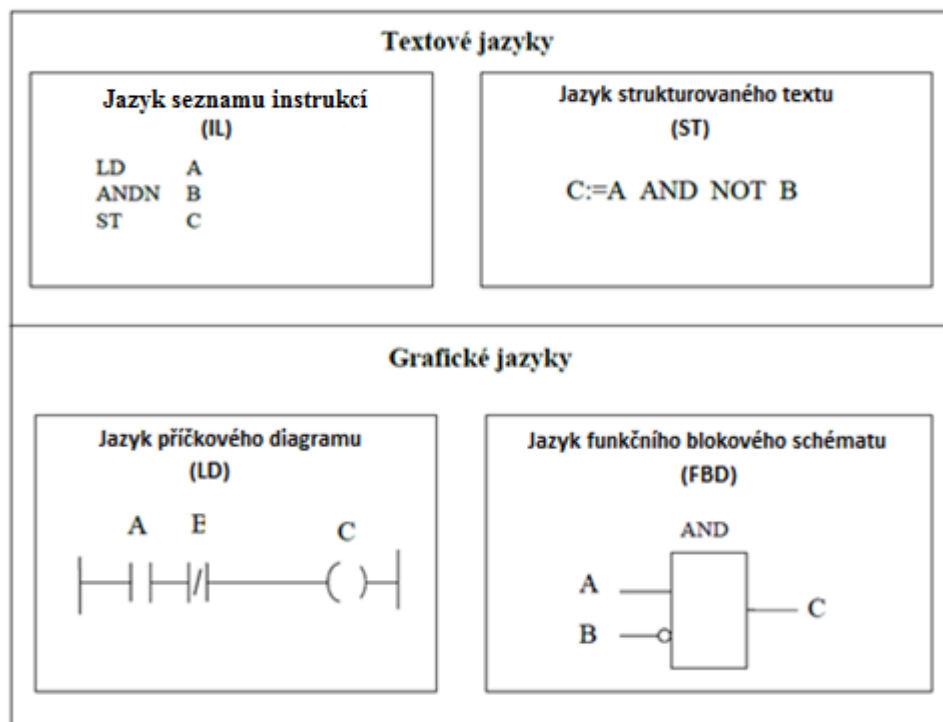 Textové jazyky
Jazyk seznamu instrukcí
(IL)
LD A
ANDN B
ST C
Jazyk strukturovaného textu
(ST)
C:=A AND NOT B
Grafické jazyky
Jazyk příčkového diagramu
(LD)
A B C
Jazyk funkčního blokového schématu
(FBD)
AND
A
B
C